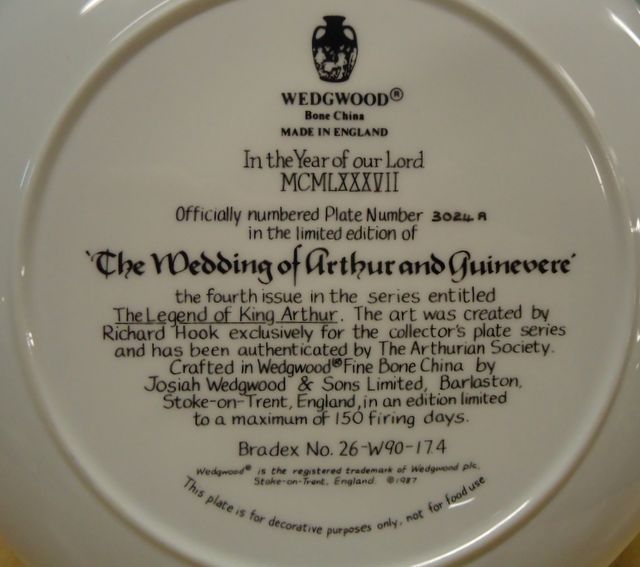 WEDGWOOD®
Bone China
MADE IN ENGLAND
In the Year of our Lord
MCMLXXXVII
Officially numbered Plate Number 3024 A
in the limited edition of
'The Wedding of Arthur and Guinevere'
the fourth issue in the series entitled
The Legend of King Arthur. The art was created by
Richard Hook exclusively for the collector's plate series
and has been authenticated by The Arthurian Society.
Crafted in Wedgwood® Fine Bone China by
Josiah Wedgwood & Sons Limited, Barlaston,
Stoke-on-Trent, England, in an edition limited
to a maximum of 150 firing days.
Bradex No. 26-W90-17.4
Wedgwood® is the registered trademark of Wedgwood plc,
Stoke-on-Trent, England. ©1987
This plate is for decorative purposes only, not for food use